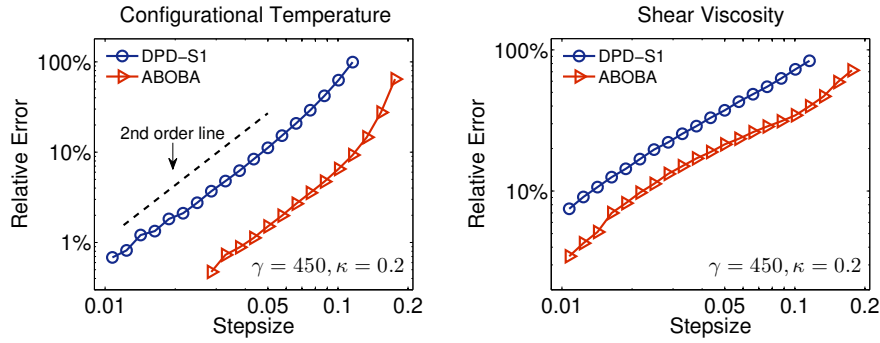 Configurational Temperature
Relative Error
100%
10%
1%
DPD-S1
ABOBA
2nd order line
γ = 450, κ = 0.2
0.01
0.05
0.1
0.2
Stepsize
Shear Viscosity
Relative Error
100%
10%
DPD-S1
ABOBA
γ = 450, κ = 0.2
0.01
0.05
0.1
0.2
Stepsize